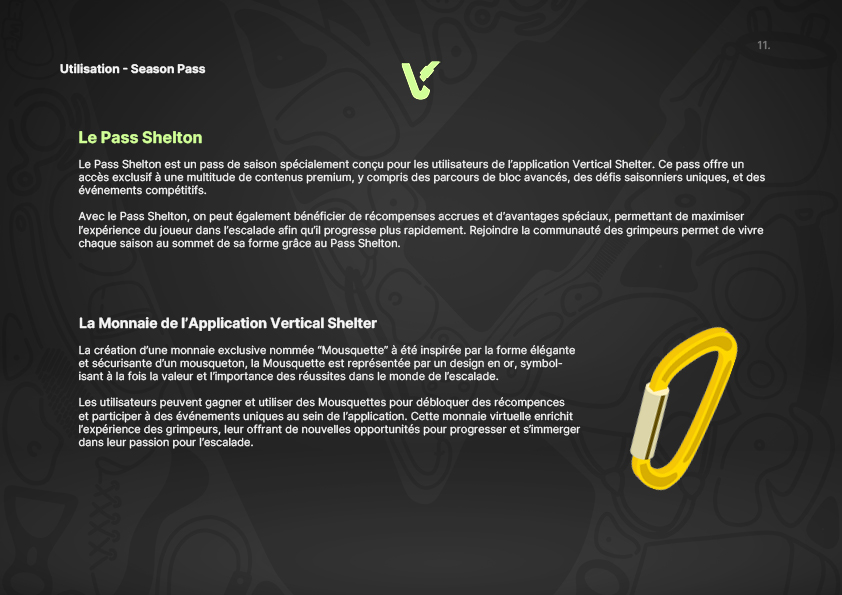 11.
Utilisation - Season Pass
Le Pass Shelton
Le Pass Shelton est un pass de saison spécialement conçu pour les utilisateurs de l'application Vertical Shelter. Ce pass offre un
accès exclusif à une multitude de contenus premium, y compris des parcours de bloc avancés, des défis saisonniers uniques, et des
événements compétitifs.
Avec le Pass Shelton, on peut également bénéficier de récompenses accrues et d'avantages spéciaux, permettant de maximiser
l'expérience du joueur dans l'escalade afin qu'il progresse plus rapidement. Rejoindre la communauté des grimpeurs permet de vivre
chaque saison au sommet de sa forme grâce au Pass Shelton.
La Monnaie de l'Application Vertical Shelter
La création d'une monnaie exclusive nommée "Mousquette" à été inspirée par la forme élégante
et sécurisante d'un mousqueton, la Mousquette est représentée par un design en or, symbol-
isant à la fois la valeur et l'importance des réussites dans le monde de l'escalade.
Les utilisateurs peuvent gagner et utiliser des Mousquettes pour débloquer des récompences
et participer à des événements uniques au sein de l'application. Cette monnaie virtuelle enrichit
l'expérience des grimpeurs, leur offrant de nouvelles opportunités pour progresser et s'immerger
dans leur passion pour l'escalade.